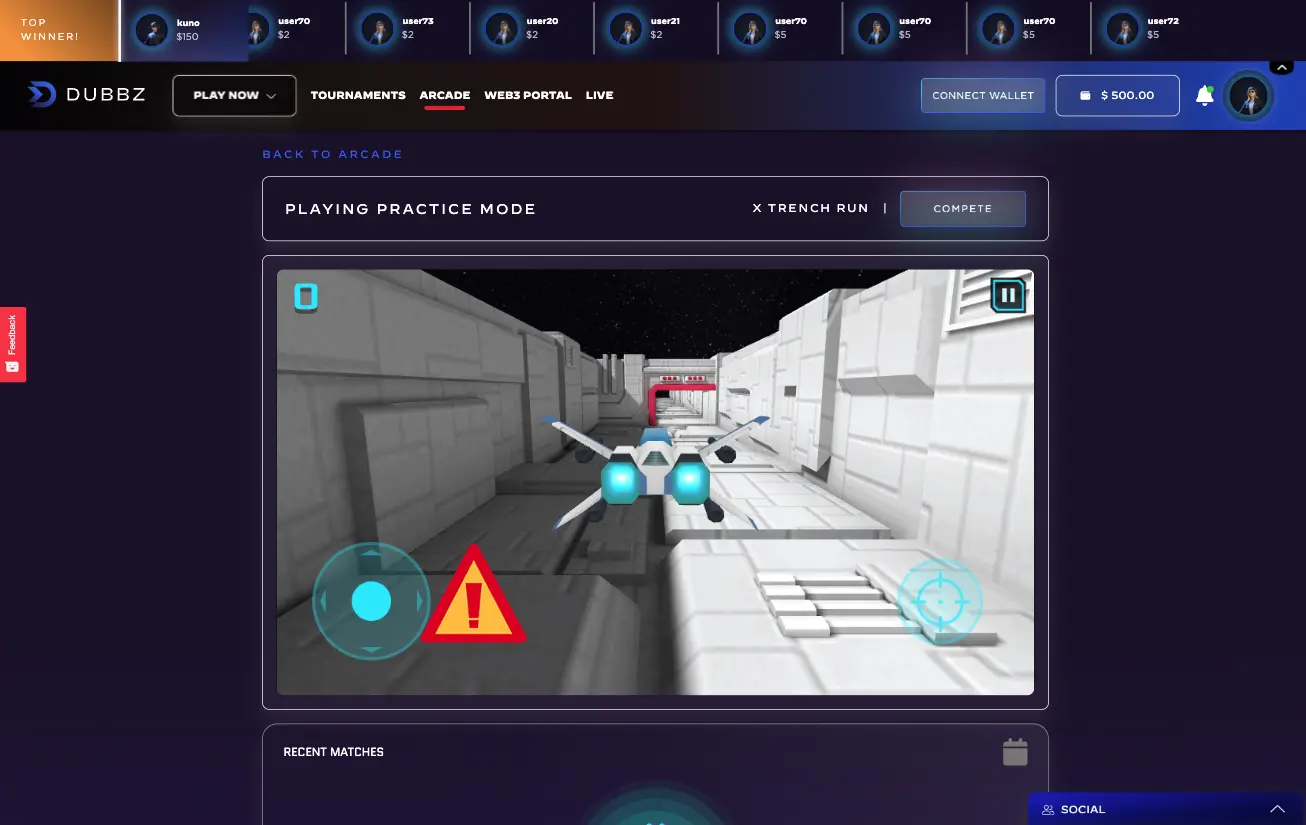 TOP
WINNER!
kuno
$150
user70
$2
user73
$2
user20
$2
user21
$2
user70
$5
user70
$5
user70
$5
user72
$5
DUBBZ
PLAY NOW
TOURNAMENTS
ARCADE
WEB3 PORTAL
LIVE
CONNECT WALLET
$ 500.00
BACK TO ARCADE
PLAYING PRACTICE MODE
X TRENCH RUN |
COMPETE
0
!
Feedback
RECENT MATCHES
SOCIAL